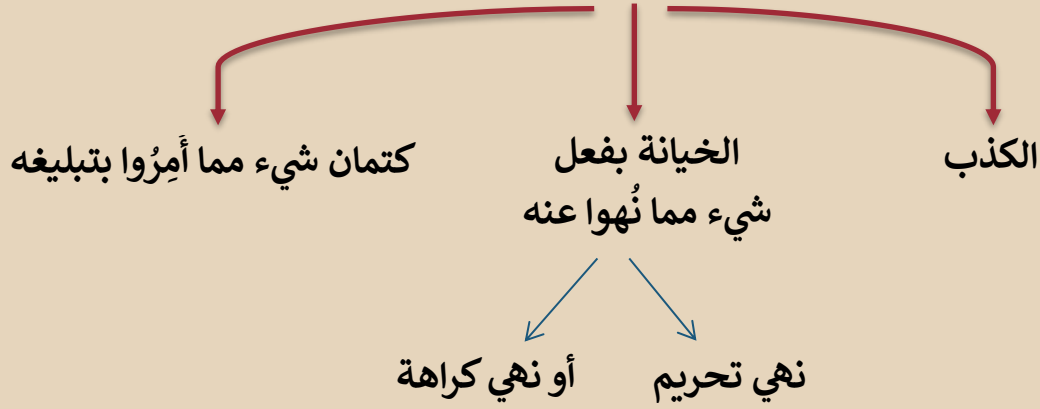 الكذب
الخيانة بفعل
شيء مما نُهوا عنه
كتمان شيء مما أَمِرُوا بتبليغه
نهي تحريم
أو نهي كراهة